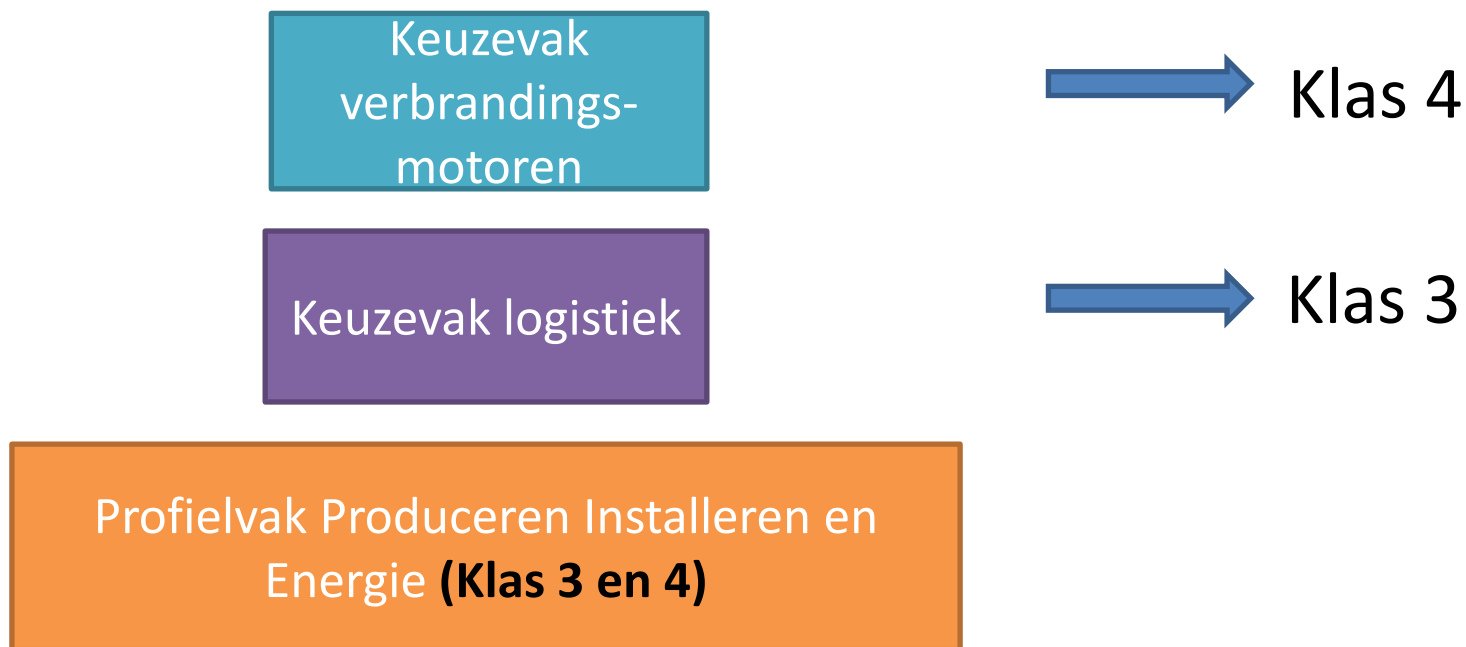 Keuzevak
verbrandings-
motoren
Klas 4
Keuzevak logistiek
Klas 3
Profielvak Produceren Installeren en
Energie (Klas 3 en 4)